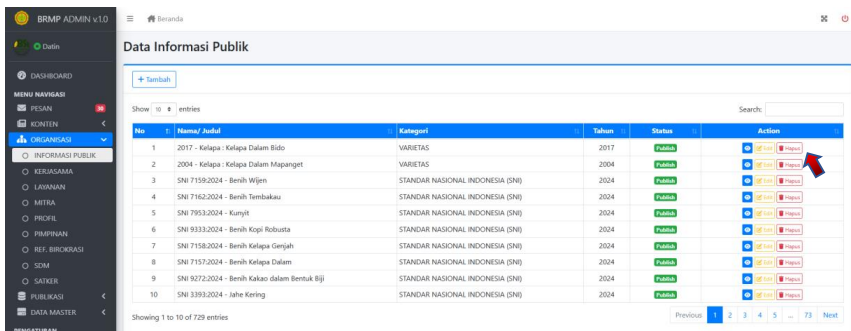 BRMP ADMIN v.1.0
Beranda
Datin
Data Informasi Publik
DASHBOARD
+ Tambah
MENU NAVIGASI
PESAN 30
KONTEN
ORGANISASI
INFORMASI PUBLIK
KERJASAMA
LAYANAN
MITRA
PROFIL
PIMPINAN
REF. BIROKRASI
SDM
SATKER
PUBLIKASI
DATA MASTER
PENGATURAN
Show 10 entries
Search:
No Nama/ Judul Kategori Tahun Status Action
1 2017 - Kelapa : Kelapa Dalam Bido VARIETAS 2017 Publish Edit Hapus
2 2004 - Kelapa : Kelapa Dalam Mapanget VARIETAS 2004 Publish Edit Hapus
3 SNI 7159:2024 - Benih Wijen STANDAR NASIONAL INDONESIA (SNI) 2024 Publish Edit Hapus
4 SNI 7162:2024 - Benih Tembakau STANDAR NASIONAL INDONESIA (SNI) 2024 Publish Edit Hapus
5 SNI 7953:2024 - Kunyit STANDAR NASIONAL INDONESIA (SNI) 2024 Publish Edit Hapus
6 SNI 9333:2024 - Benih Kopi Robusta STANDAR NASIONAL INDONESIA (SNI) 2024 Publish Edit Hapus
7 SNI 7158:2024 - Benih Kelapa Genjah STANDAR NASIONAL INDONESIA (SNI) 2024 Publish Edit Hapus
8 SNI 7157:2024 - Benih Kelapa Dalam STANDAR NASIONAL INDONESIA (SNI) 2024 Publish Edit Hapus
9 SNI 9272:2024 - Benih Kakao dalam Bentuk Biji STANDAR NASIONAL INDONESIA (SNI) 2024 Publish Edit Hapus
10 SNI 3393:2024 - Jahe Kering STANDAR NASIONAL INDONESIA (SNI) 2024 Publish Edit Hapus
Showing 1 to 10 of 729 entries
Previous 1 2 3 4 5 ... 73 Next